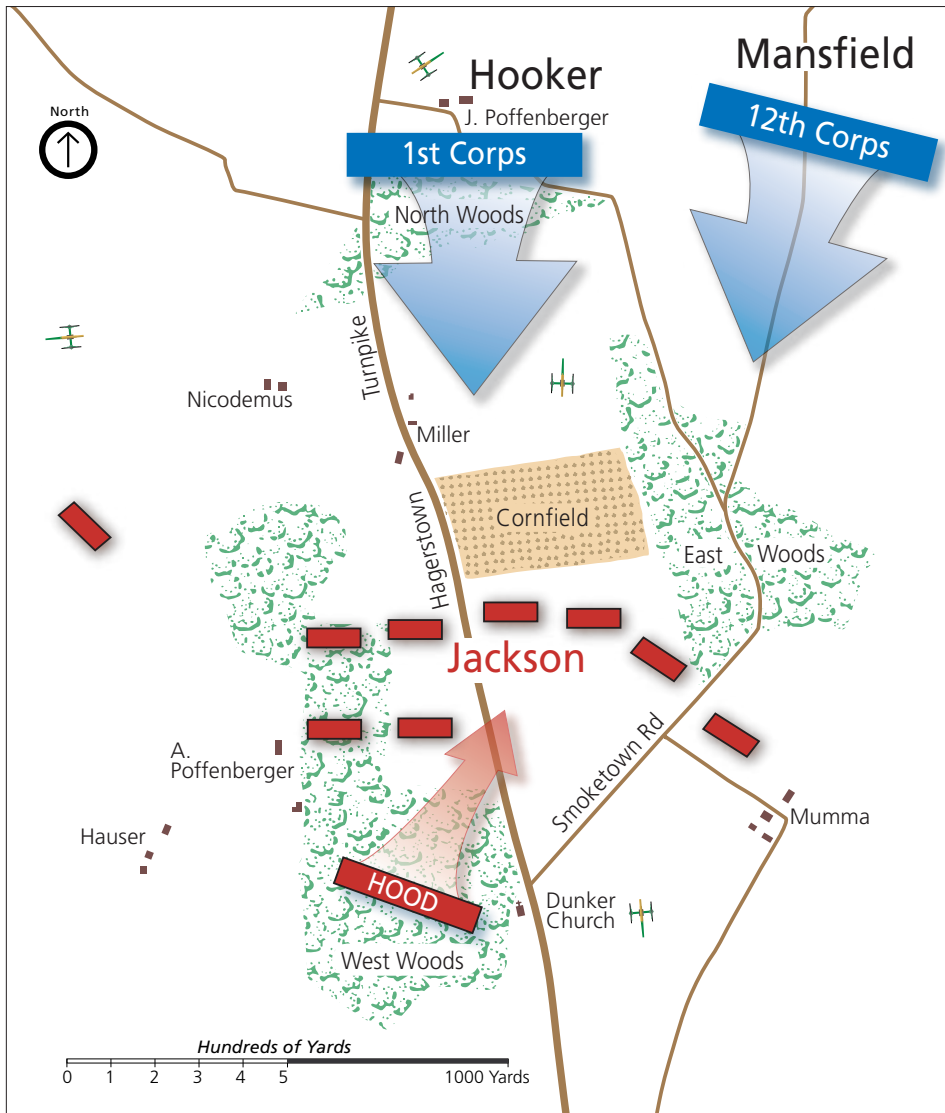 Hooker
Mansfield
North
J. Poffenberger
12th Corps
1st Corps
North Woods
Turnpike
Nicodemus
Miller
Cornfield
Hagerstown
East Woods
Jackson
A.
Poffenberger
Smoketown Rd
Hauser
Mumma
HOOD
Dunker
Church
West Woods
Hundreds of Yards
0 1 2 3 4 5 1000 Yards